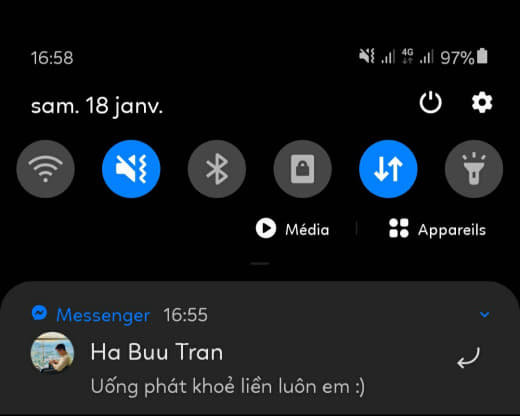 16:58 4G 97%
sam. 18 janv.
Média Appareils
Messenger 16:55
Ha Buu Tran
Uống phát khoẻ liền luôn em :)